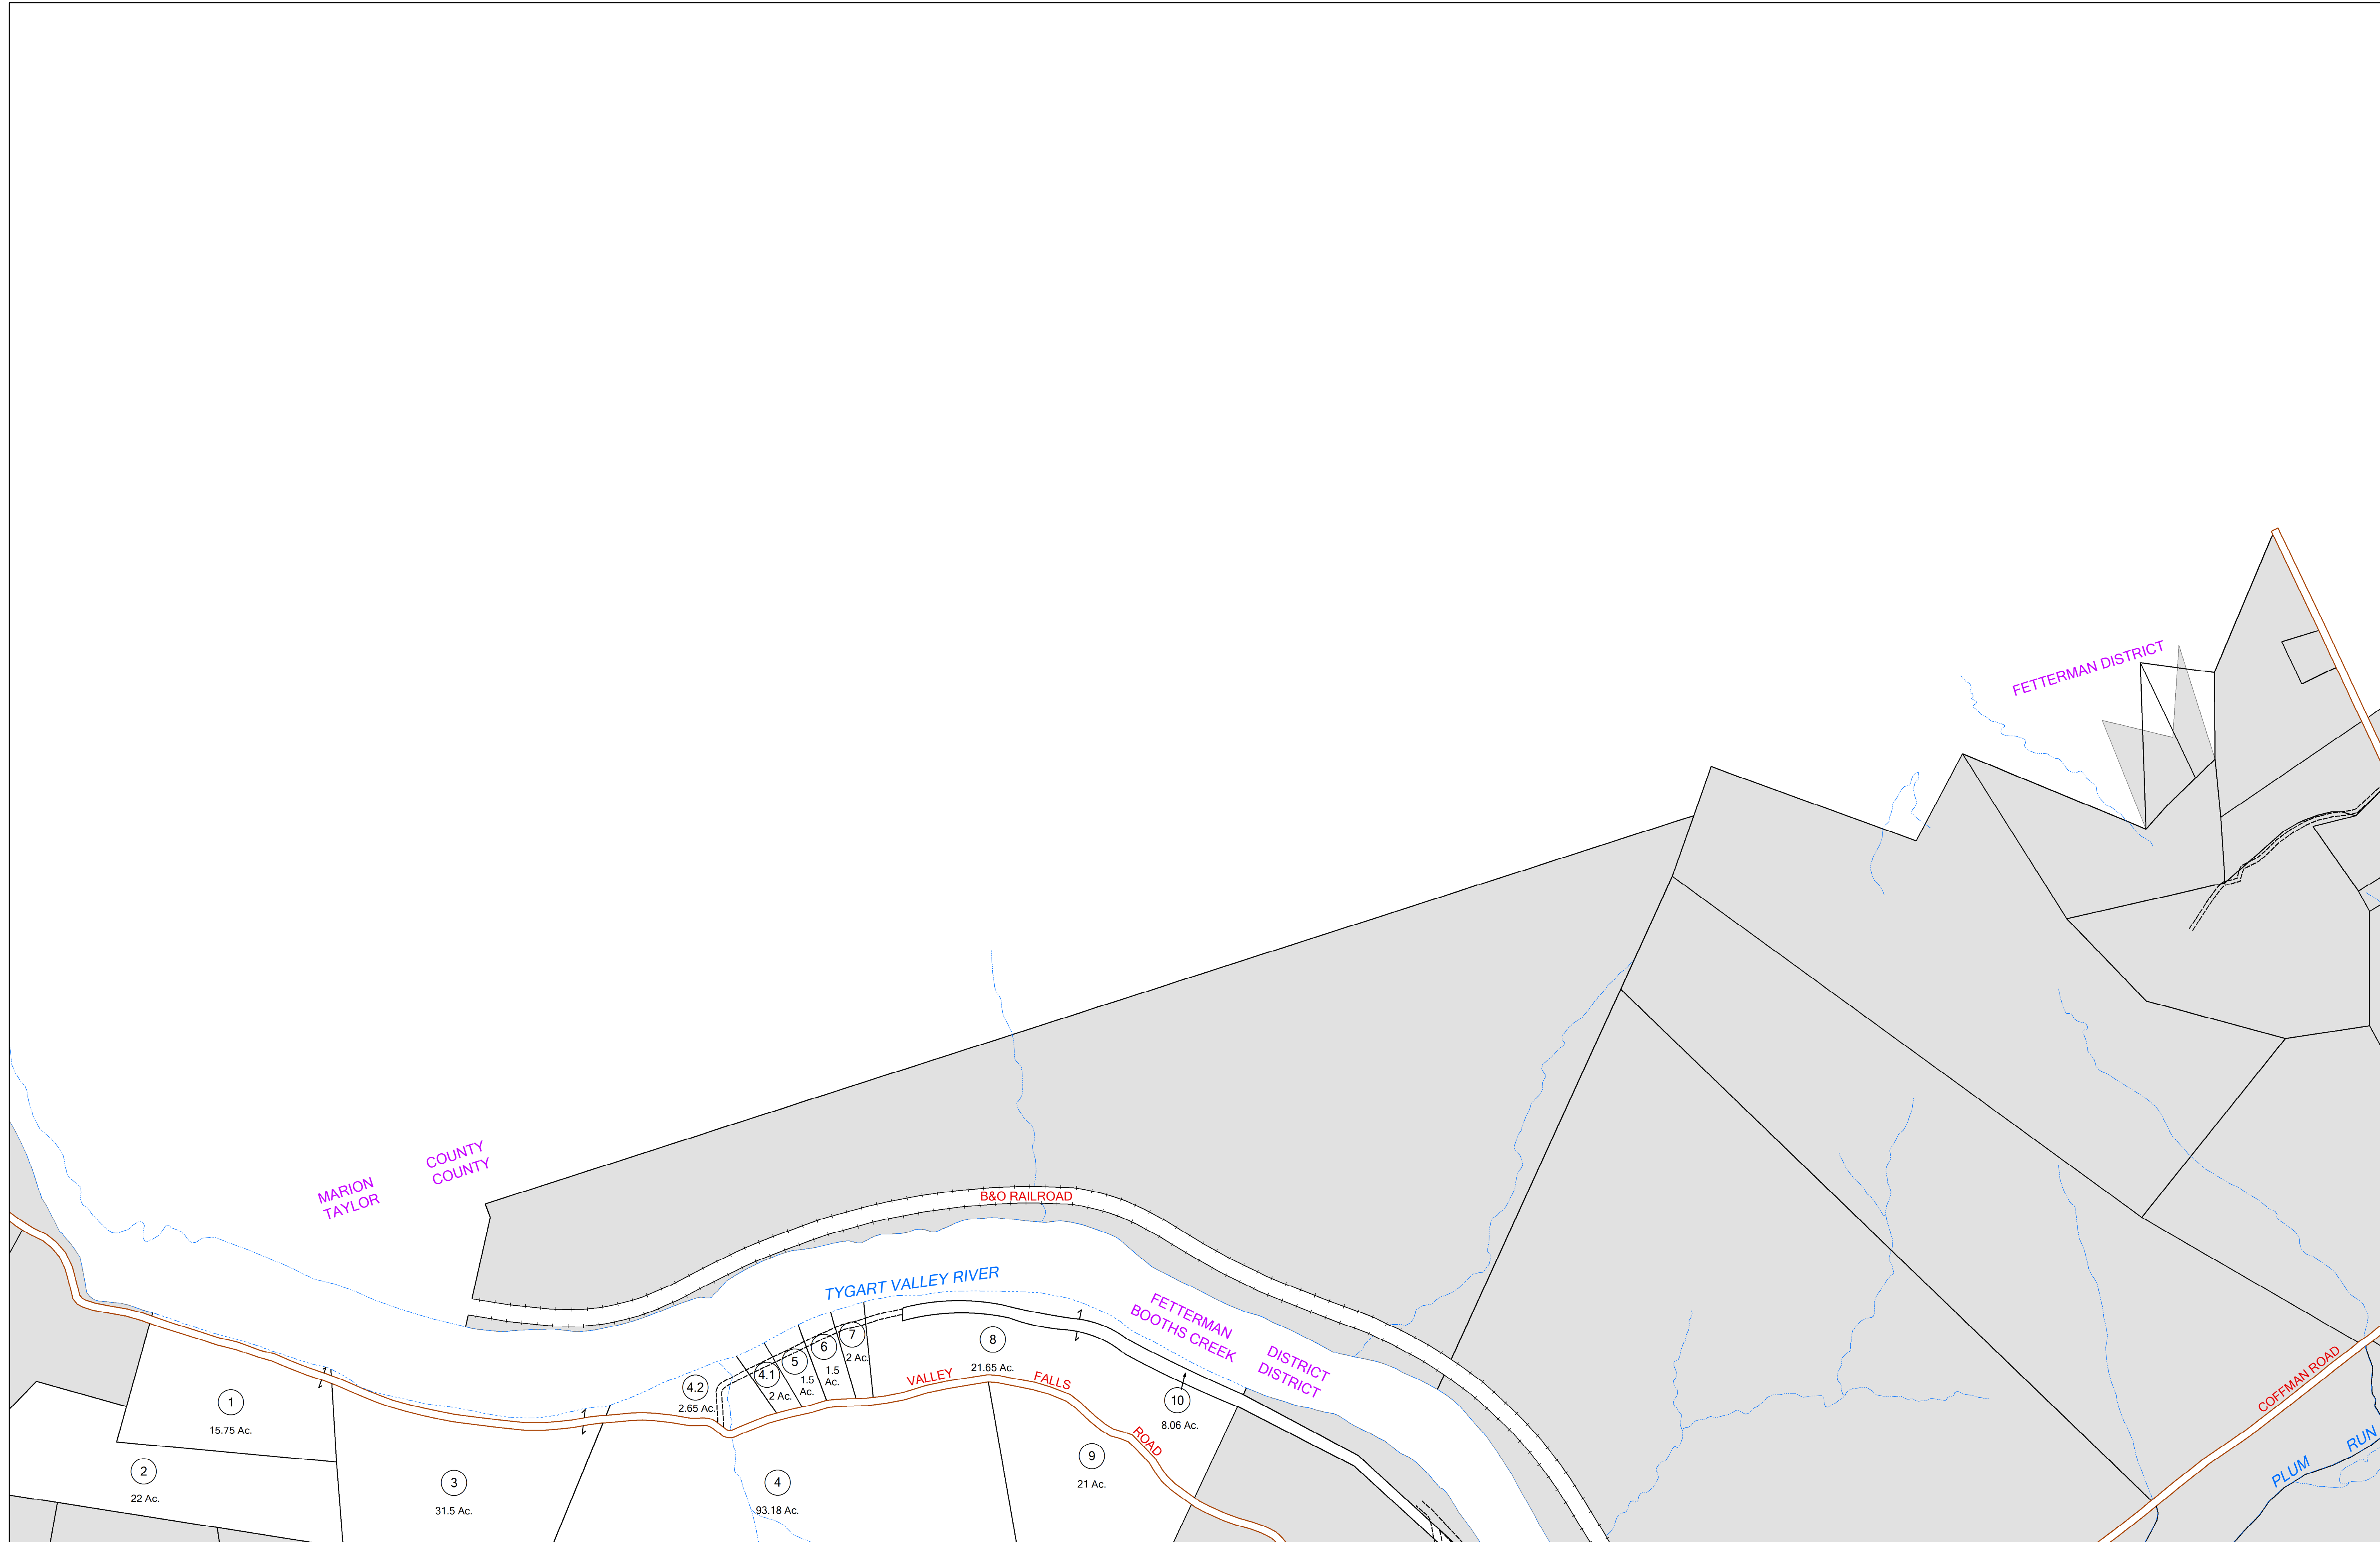 FETTERMAN DISTRICT
MARION COUNTY
TAYLOR COUNTY
B&O RAILROAD
TYGART VALLEY RIVER
FETTERMAN DISTRICT
BOOTHS CREEK DISTRICT
VALLEY FALLS ROAD
COFFMAN ROAD
PLUM RUN
1
15.75 Ac.
2
22 Ac.
3
31.5 Ac.
4
93.18 Ac.
4.2
2.65 Ac.
4.1
2 Ac.
5
1.5
Ac.
6
1.5
Ac.
7
2 Ac.
8
21.65 Ac.
9
21 Ac.
10
8.06 Ac.